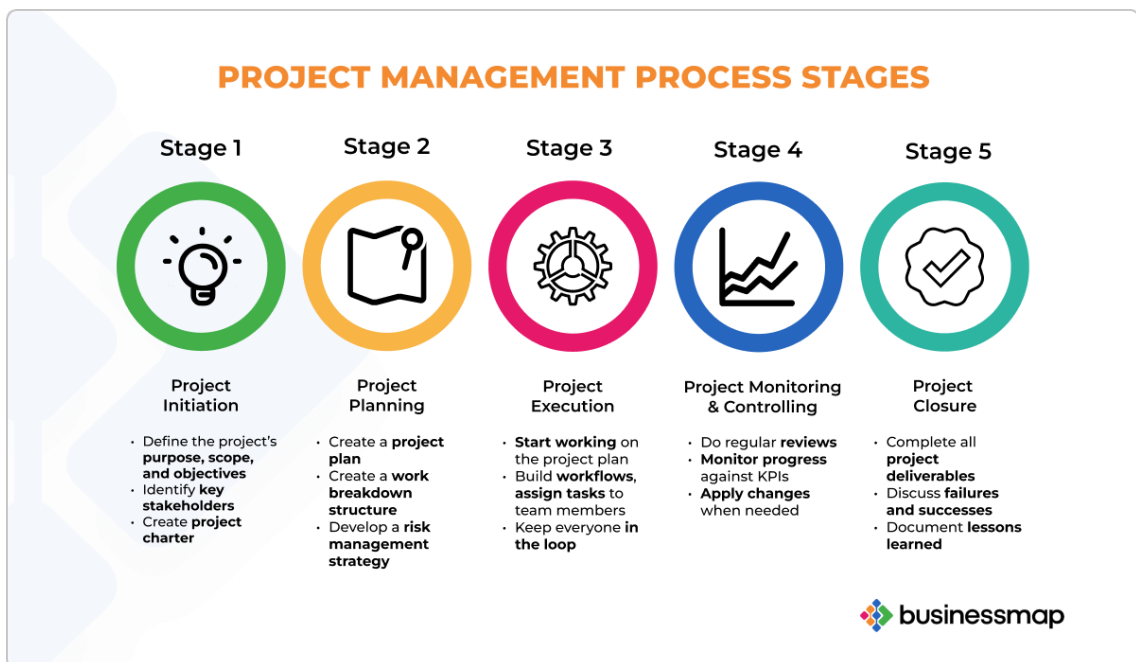 PROJECT MANAGEMENT PROCESS STAGES
Stage 1
Project
Initiation
• Define the project's
purpose, scope,
and objectives
• Identify key
stakeholders
• Create project
charter
Stage 2
Project
Planning
• Create a project
plan
• Create a work
breakdown
structure
• Develop a risk
management
strategy
Stage 3
Project
Execution
• Start working on
the project plan
• Build workflows,
assign tasks to
team members
• Keep everyone in
the loop
Stage 4
Project Monitoring
& Controlling
• Do regular reviews
• Monitor progress
against KPIs
• Apply changes
when needed
Stage 5
Project
Closure
• Complete all
project
deliverables
• Discuss failures
and successes
• Document lessons
learned
businessmap